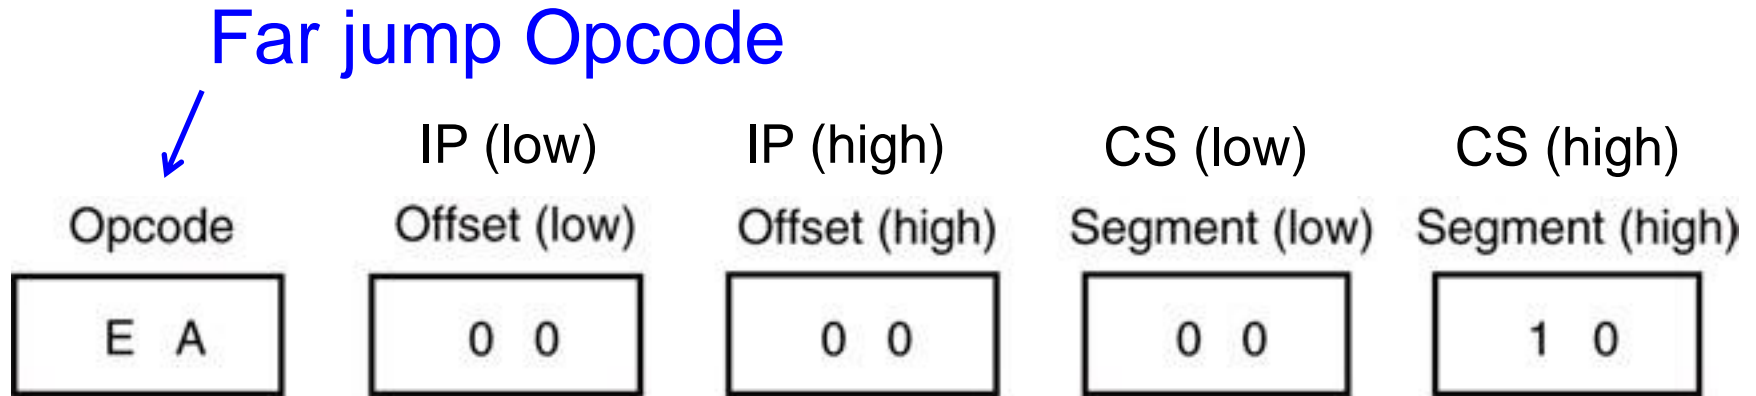 Far jump Opcode
IP (low) IP (high) CS (low) CS (high)
Opcode Offset (low) Offset (high) Segment (low) Segment (high)
E A 0 0 0 0 0 0 1 0